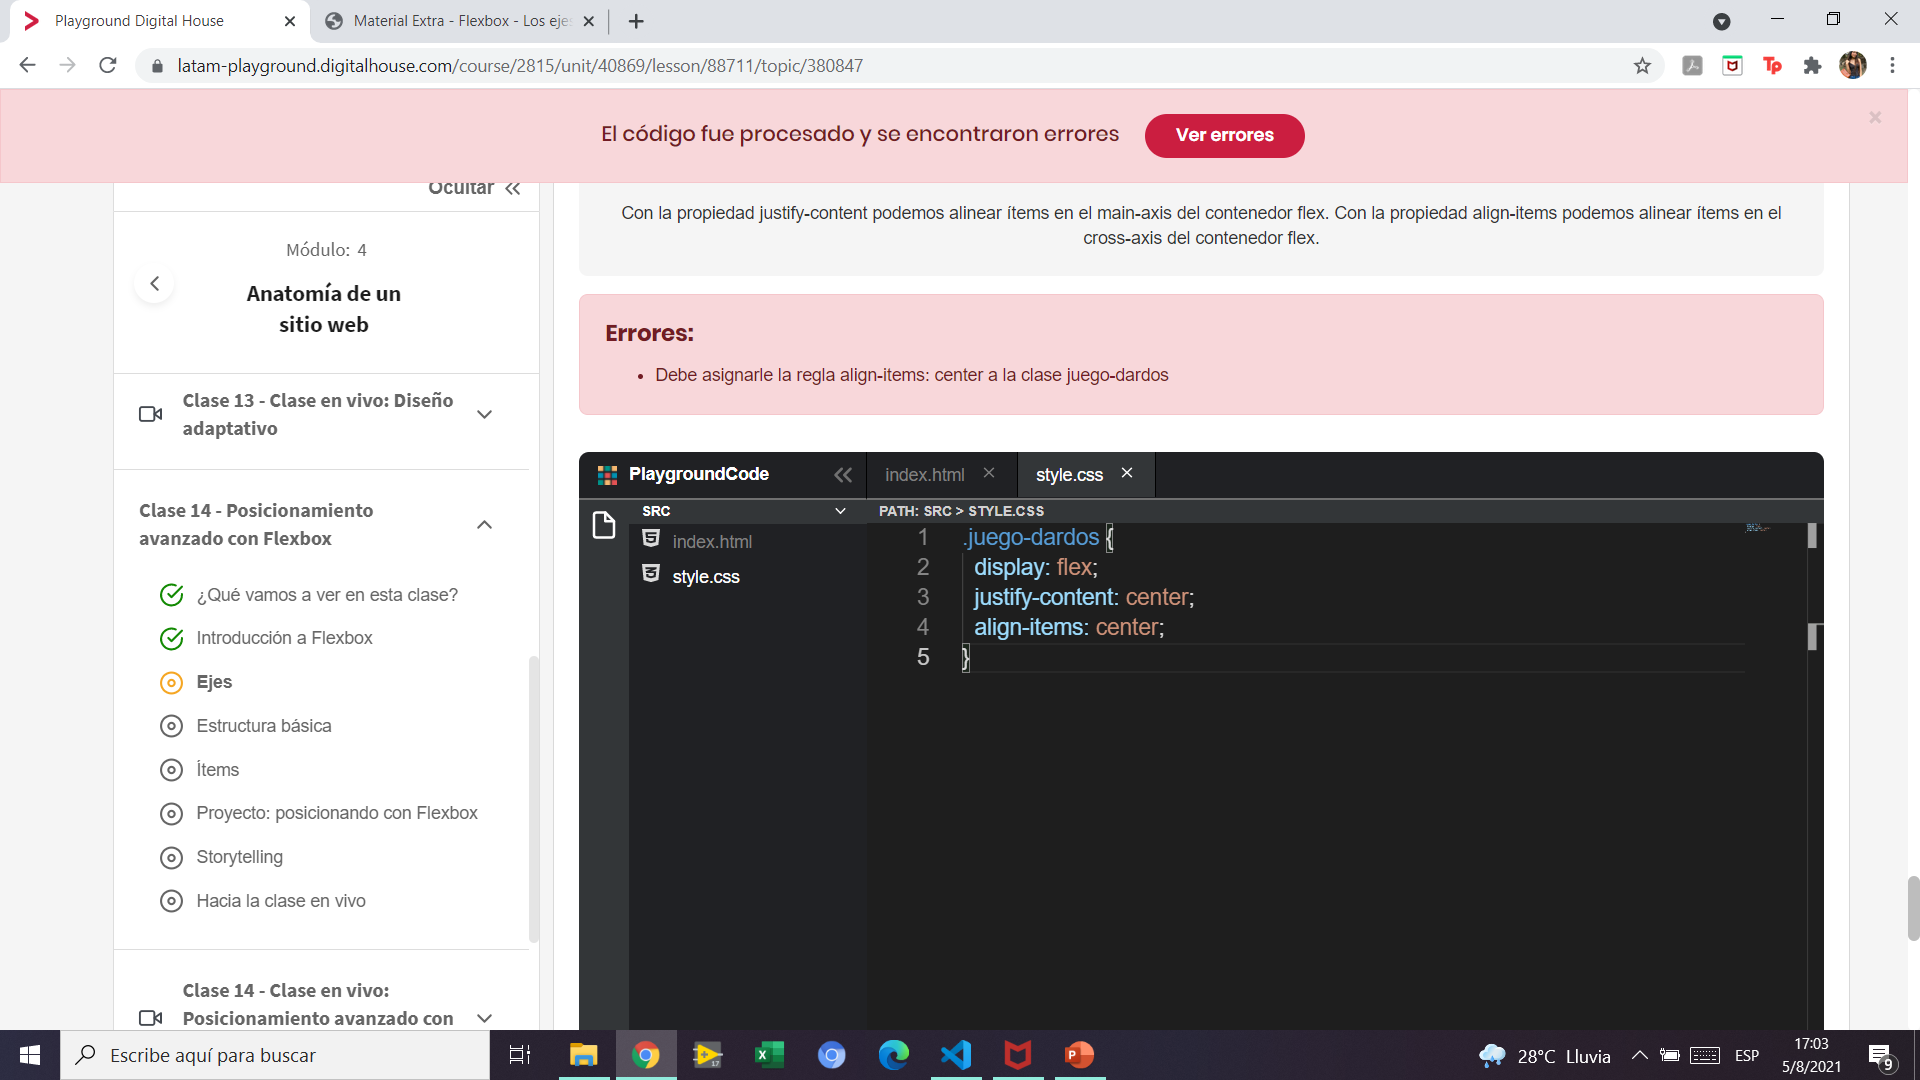 Playground Digital House
Material Extra - Flexbox - Los eje
latam-playground.digitalhouse.com/course/2815/unit/40869/lesson/88711/topic/380847
El código fue procesado y se encontraron errores
Ver errores
Ocultar
Módulo: 4
Anatomía de un
sitio web
Clase 13 - Clase en vivo: Diseño
adaptativo
Clase 14 - Posicionamiento
avanzado con Flexbox
¿Qué vamos a ver en esta clase?
Introducción a Flexbox
Ejes
Estructura básica
Ítems
Proyecto: posicionando con Flexbox
Storytelling
Hacia la clase en vivo
Clase 14 - Clase en vivo:
Posicionamiento avanzado con
Con la propiedad justify-content podemos alinear ítems en el main-axis del contenedor flex. Con la propiedad align-items podemos alinear ítems en el
cross-axis del contenedor flex.
Errores:
• Debe asignarle la regla align-items: center a la clase juego-dardos
PlaygroundCode
index.html
style.css
SRC
index.html
style.css
PATH: SRC > STYLE.CSS
1 .juego-dardos {
2 display: flex;
3 justify-content: center;
4 align-items: center;
5 }
Escribe aquí para buscar
28°C Lluvia
ESP
17:03
5/8/2021
9